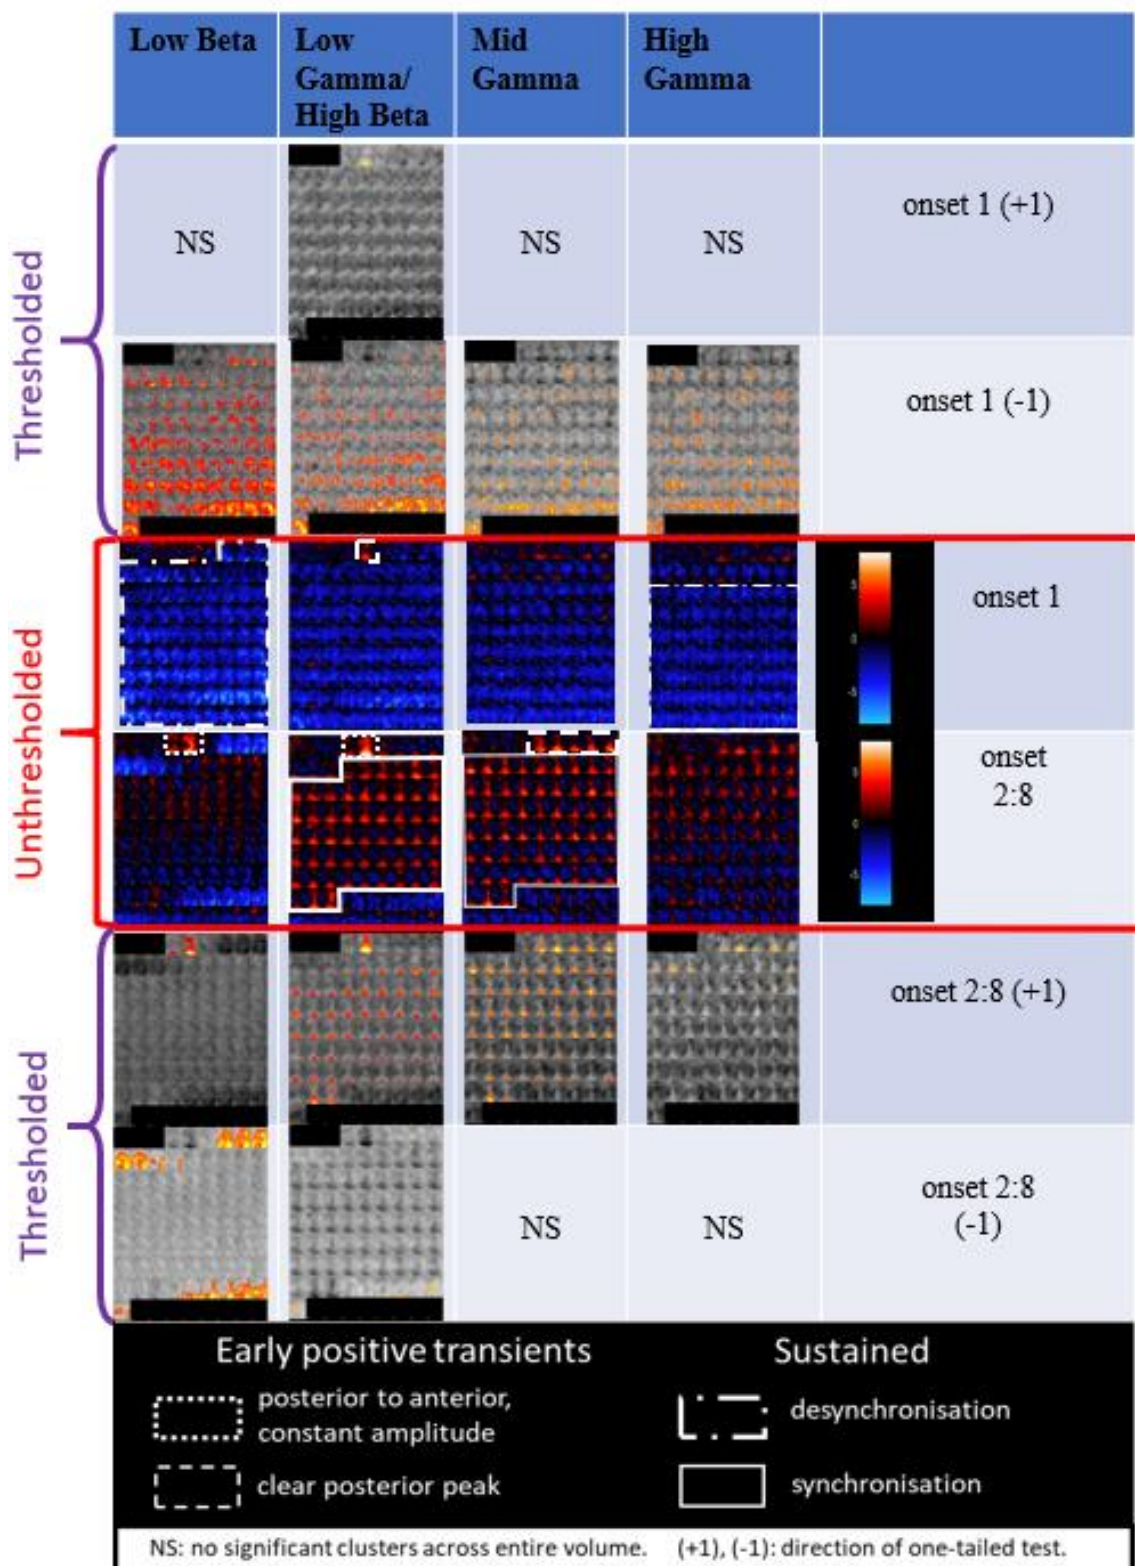 Low Beta
Low
Gamma/
High Beta
Mid
Gamma
High
Gamma
Thresholded
NS
NS
NS
onset 1 (+1)
onset 1 (-1)
Unthresholded
onset 1
onset
2:8
Thresholded
onset 2:8 (+1)
NS
NS
onset 2:8
(-1)
Early positive transients
posterior to anterior,
constant amplitude
clear posterior peak
Sustained
desynchronisation
synchronisation
NS: no significant clusters across entire volume. (+1), (-1): direction of one-tailed test.